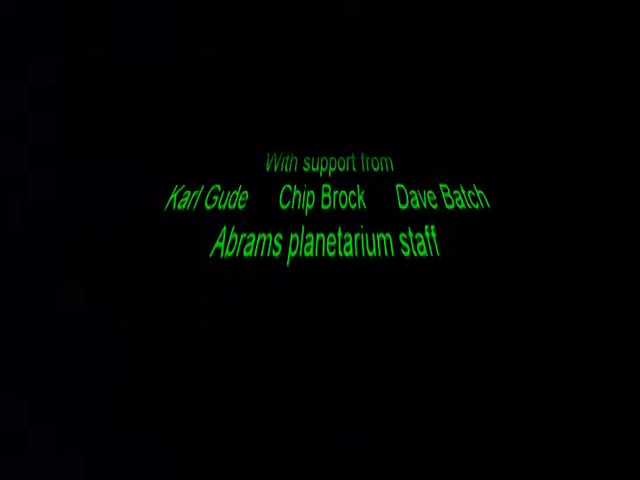 With support from
Karl Gude Chip Brock Dave Batch
Abrams planetarium staff